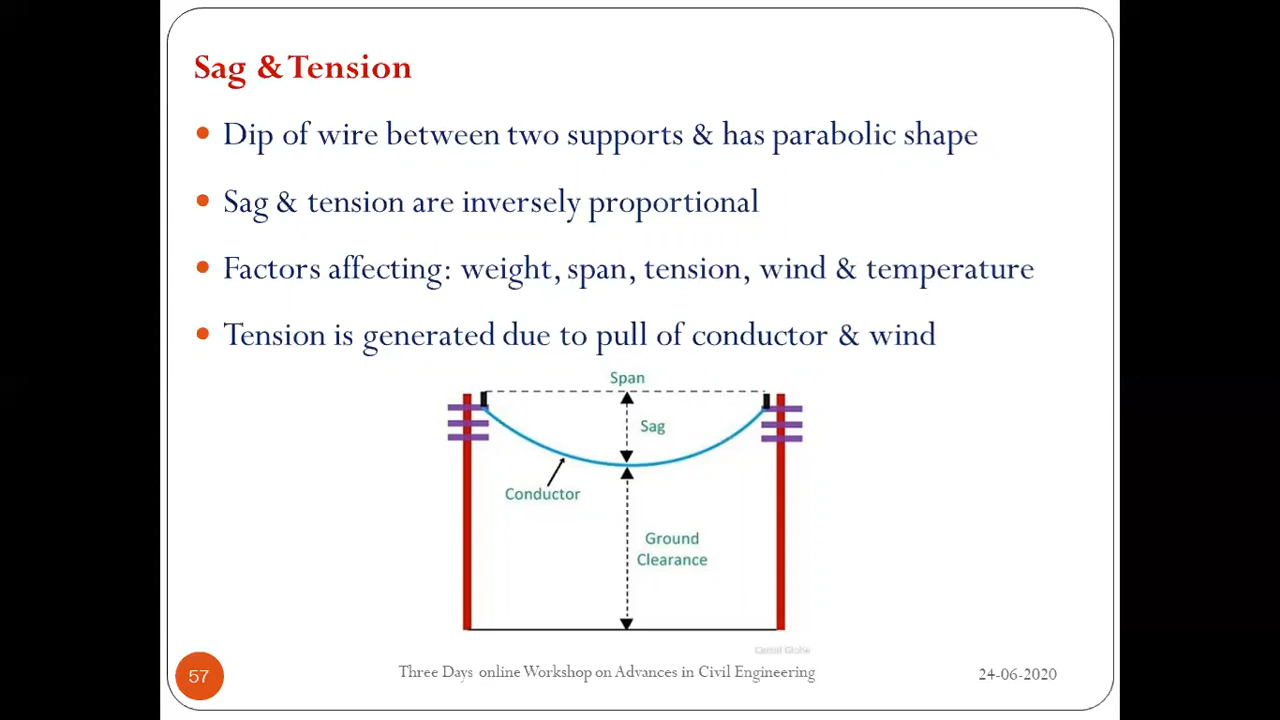 Sag & Tension
Dip of wire between two supports & has parabolic shape
Sag & tension are inversely proportional
Factors affecting: weight, span, tension, wind & temperature
Tension is generated due to pull of conductor & wind
Span
Sag
Conductor
Ground
Clearance
57
Three Days online Workshop on Advances in Civil Engineering
24-06-2020